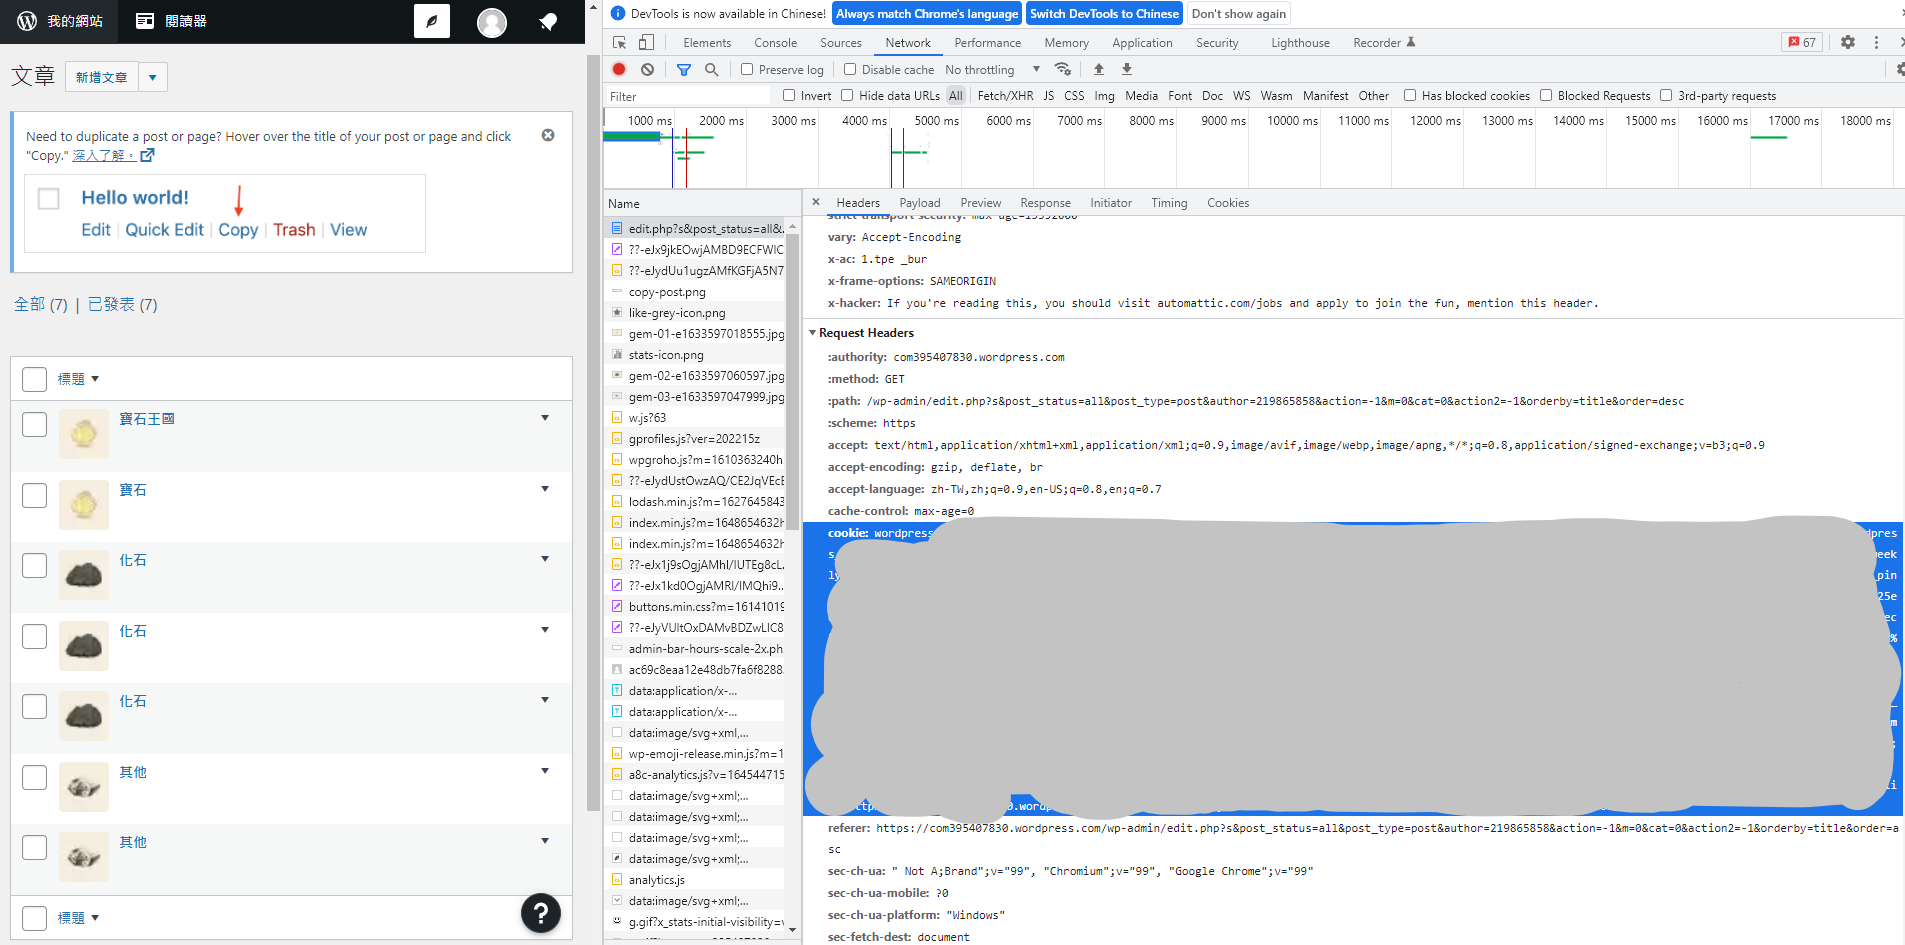 我的網站
閱讀器
文章
新增文章
Need to duplicate a post or page? Hover over the title of your post or page and click
"Copy." 深入了解。
Hello world!
Edit | Quick Edit | Copy | Trash | View
全部 (7) | 已發表 (7)
標題
寶石王國
寶石
化石
化石
化石
其他
其他
標題
?
DevTools is now available in Chinese!
Always match Chrome's language
Switch DevTools to Chinese
Don't show again
Elements
Console
Sources
Network
Performance
Memory
Application
Security
Lighthouse
Recorder
67
Preserve log
Disable cache
No throttling
Filter
Invert
Hide data URLs
All
Fetch/XHR
JS
CSS
Img
Media
Font
Doc
WS
Wasm
Manifest
Other
Has blocked cookies
Blocked Requests
3rd-party requests
1000 ms
2000 ms
3000 ms
4000 ms
5000 ms
6000 ms
7000 ms
8000 ms
9000 ms
10000 ms
11000 ms
12000 ms
13000 ms
14000 ms
15000 ms
16000 ms
17000 ms
18000 ms
Name
edit.php?s&post_status=all&.
??-eJx9jkEOwjAMBD9ECFWIC
??-eJydUu1ugzAMfKGFjA5N7
copy-post.png
like-grey-icon.png
gem-01-e1633597018555.jpg
stats-icon.png
gem-02-e1633597060597.jpg
gem-03-e1633597047999.jpg
w.js?63
gprofiles.js?ver=202215z
wpgroho.js?m=1610363240h
??-eJydUstOwzAQ/CE2JqVEcE
lodash.min.js?m=1627645843
index.min.js?m=1648654632h
index.min.js?m=1648654632h
??-eJx1j9sOgjAMhl/IUTEg8cL.
??-eJx1kd0OgjAMRl/IMQhi9..
buttons.min.css?m=16141019
??-eJyVUltOxDAMvBDZwLIC8
admin-bar-hours-scale-2x.ph
ac69c8eaa12e48db7fa6f8288.
data:application/x-...
data:application/x-...
data:image/svg+xml,...
wp-emoji-release.min.js?m=1
a8c-analytics.js?v=164544715
data:image/svg+xml;...
data:image/svg+xml;...
data:image/svg+xml;...
data:image/svg+xml;...
analytics.js
data:image/svg+xml;...
g.gif?x_stats-initial-visibility=v
Headers
Payload
Preview
Response
Initiator
Timing
Cookies
strict-transport-security: max-age=15552000
vary: Accept-Encoding
x-ac: 1.tpe _bur
x-frame-options: SAMEORIGIN
x-hacker: If you're reading this, you should visit automattic.com/jobs and apply to join the fun, mention this header.
Request Headers
:authority: com395407830.wordpress.com
:method: GET
:path: /wp-admin/edit.php?s&post_status=all&post_type=post&author=219865858&action=-1&m=0&cat=0&action2=-1&orderby=title&order=desc
:scheme: https
accept: text/html,application/xhtml+xml,application/xml;q=0.9,image/avif,image/webp,image/apng,*/*;q=0.8,application/signed-exchange;v=b3;q=0.9
accept-encoding: gzip, deflate, br
accept-language: zh-TW,zh;q=0.9,en-US;q=0.8,en;q=0.7
cache-control: max-age=0
cookie: wordpress
dpres
s
eek
ly
pin
25e
ec
%
m
;
i
0.wordp
referer: https://com395407830.wordpress.com/wp-admin/edit.php?s&post_status=all&post_type=post&author=219865858&action=-1&m=0&cat=0&action2=-1&orderby=title&order=a
sc
sec-ch-ua: " Not A;Brand";v="99", "Chromium";v="99", "Google Chrome";v="99"
sec-ch-ua-mobile: ?0
sec-ch-ua-platform: "Windows"
sec-fetch-dest: document